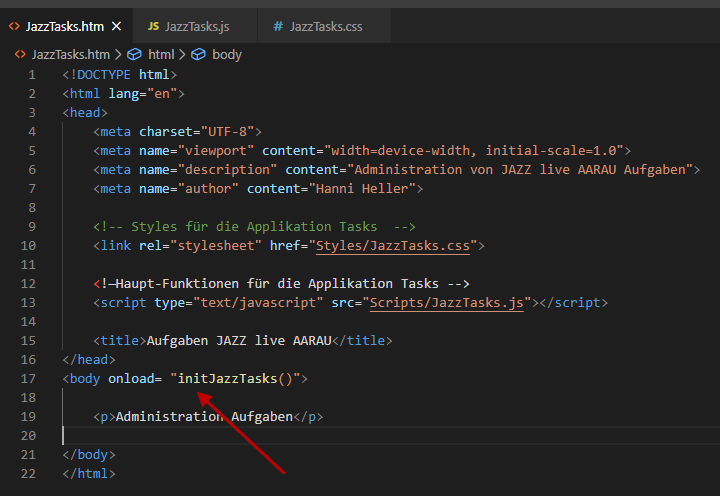 JazzTasks.htm JazzTasks.js JazzTasks.css
JazzTasks.htm > html > body
1 <!DOCTYPE html>
2 <html lang="en">
3 <head>
4 <meta charset="UTF-8">
5 <meta name="viewport" content="width=device-width, initial-scale=1.0">
6 <meta name="description" content="Administration von JAZZ live AARAU Aufgaben">
7 <meta name="author" content="Hanni Heller">
8
9 <!-- Styles für die Applikation Tasks -->
10 <link rel="stylesheet" href="Styles/JazzTasks.css">
11
12 <!—Haupt-Funktionen für die Applikation Tasks -->
13 <script type="text/javascript" src="Scripts/JazzTasks.js"></script>
14
15 <title>Aufgaben JAZZ live AARAU</title>
16 </head>
17 <body onload= "initJazzTasks()">
18
19 <p>Administration Aufgaben</p>
20
21 </body>
22 </html>